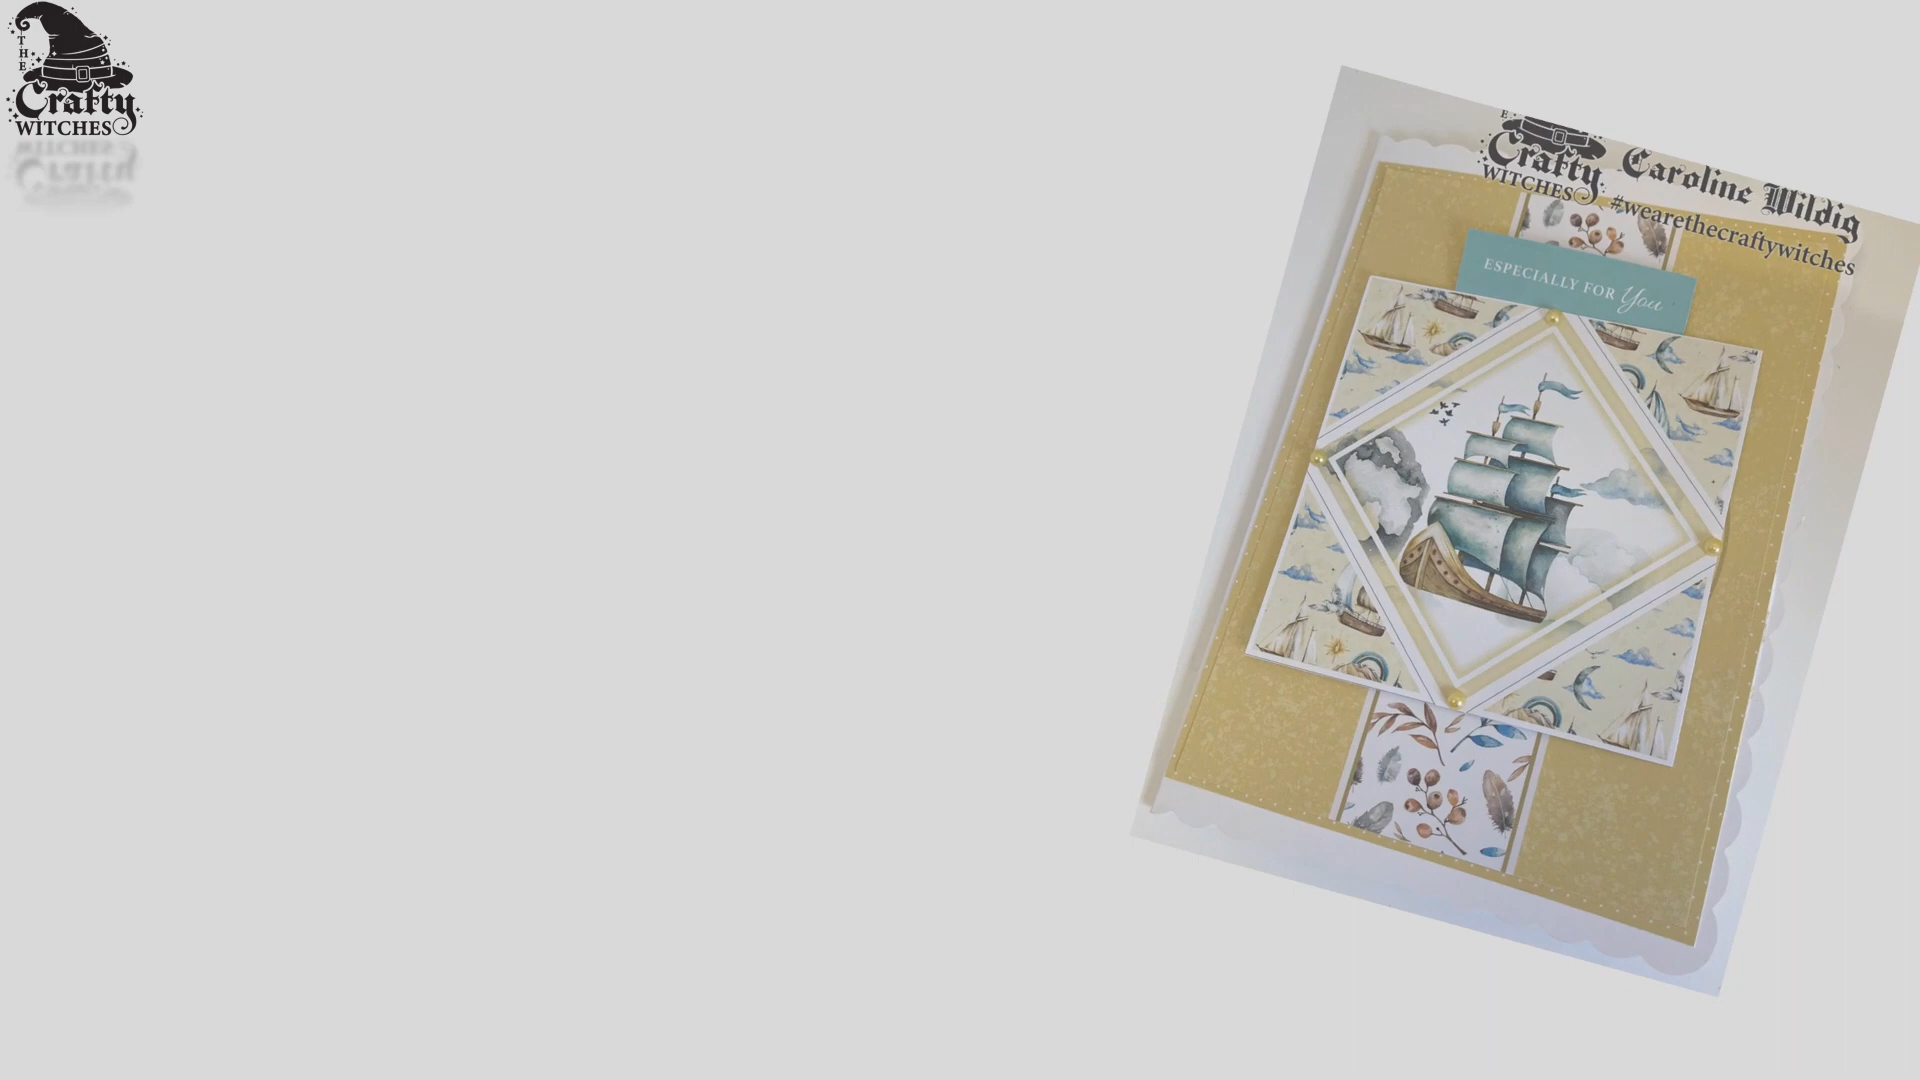 THE
Crafty
WITCHES
E
Crafty
WITCHES
Caroline Wildig
#wearethecraftywitches
ESPECIALLY FOR You